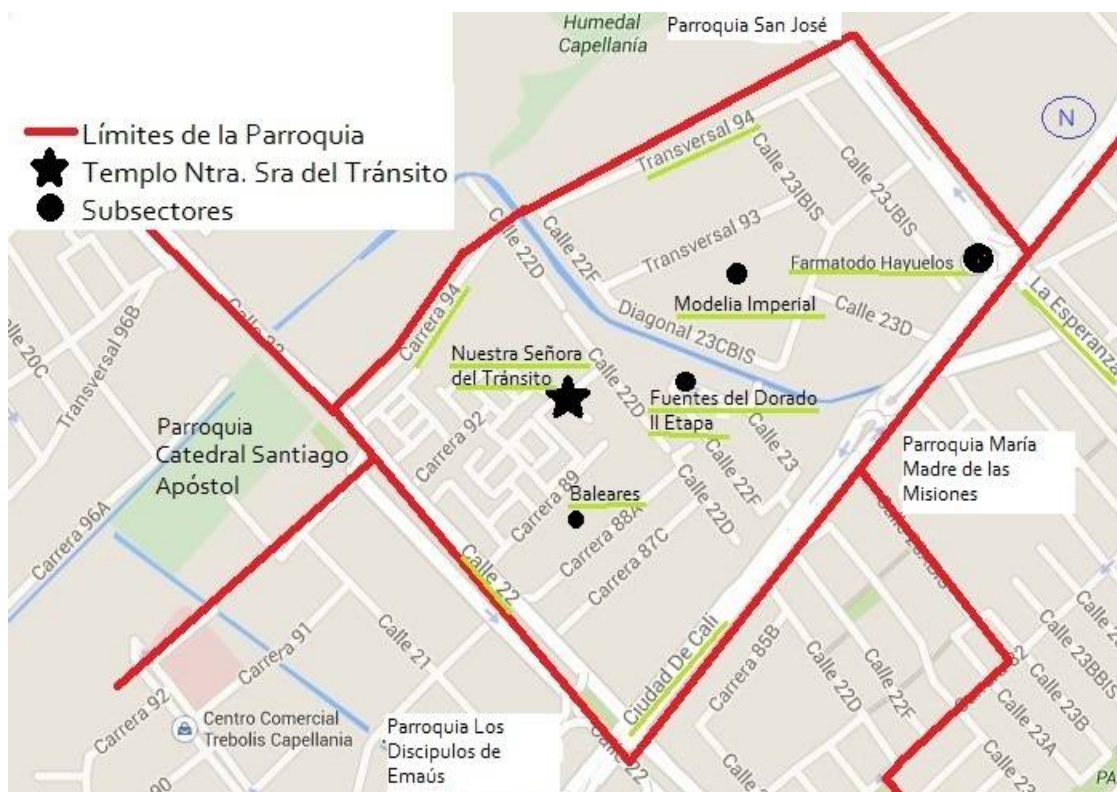 Humedal
Capellanía
Parroquia San José
N
Límites de la Parroquia
Templo Ntra. Sra del Tránsito
Subsectores
Transversal 94
Calle 23IBIS
Calle 23JBIS
Calle 22D
Calle 22F
Transversal 93
Farmatodo Hayuelos
Modelia Imperial
La Esperanza
Calle 23D
Diagonal 23CBIS
Transversal 96B
Calle 20C
Calle 22
Carrera 94
Nuestra Señora
del Tránsito
Calle 22D
Fuentes del Dorado
II Etapa
Calle 23
Carrera 92
Parroquia
Catedral Santiago
Apóstol
Parroquia María
Madre de las
Misiones
Calle 22F
Calle 22D
Carrera 89
Baleares
Carrera 88A
Carrera 87C
Carrera 96A
Calle 22
Carrera 91
Calle 21
Ciudad De Cali
Carrera 85B
Calle 22D
Calle 22F
Calle 23A
Calle 23B
Calle 23BBIS
Calle 23
Carrera 92
Centro Comercial
Trebolis Capellania
Parroquia Los
Discipulos de
Emaús
Calle 22
90
PA